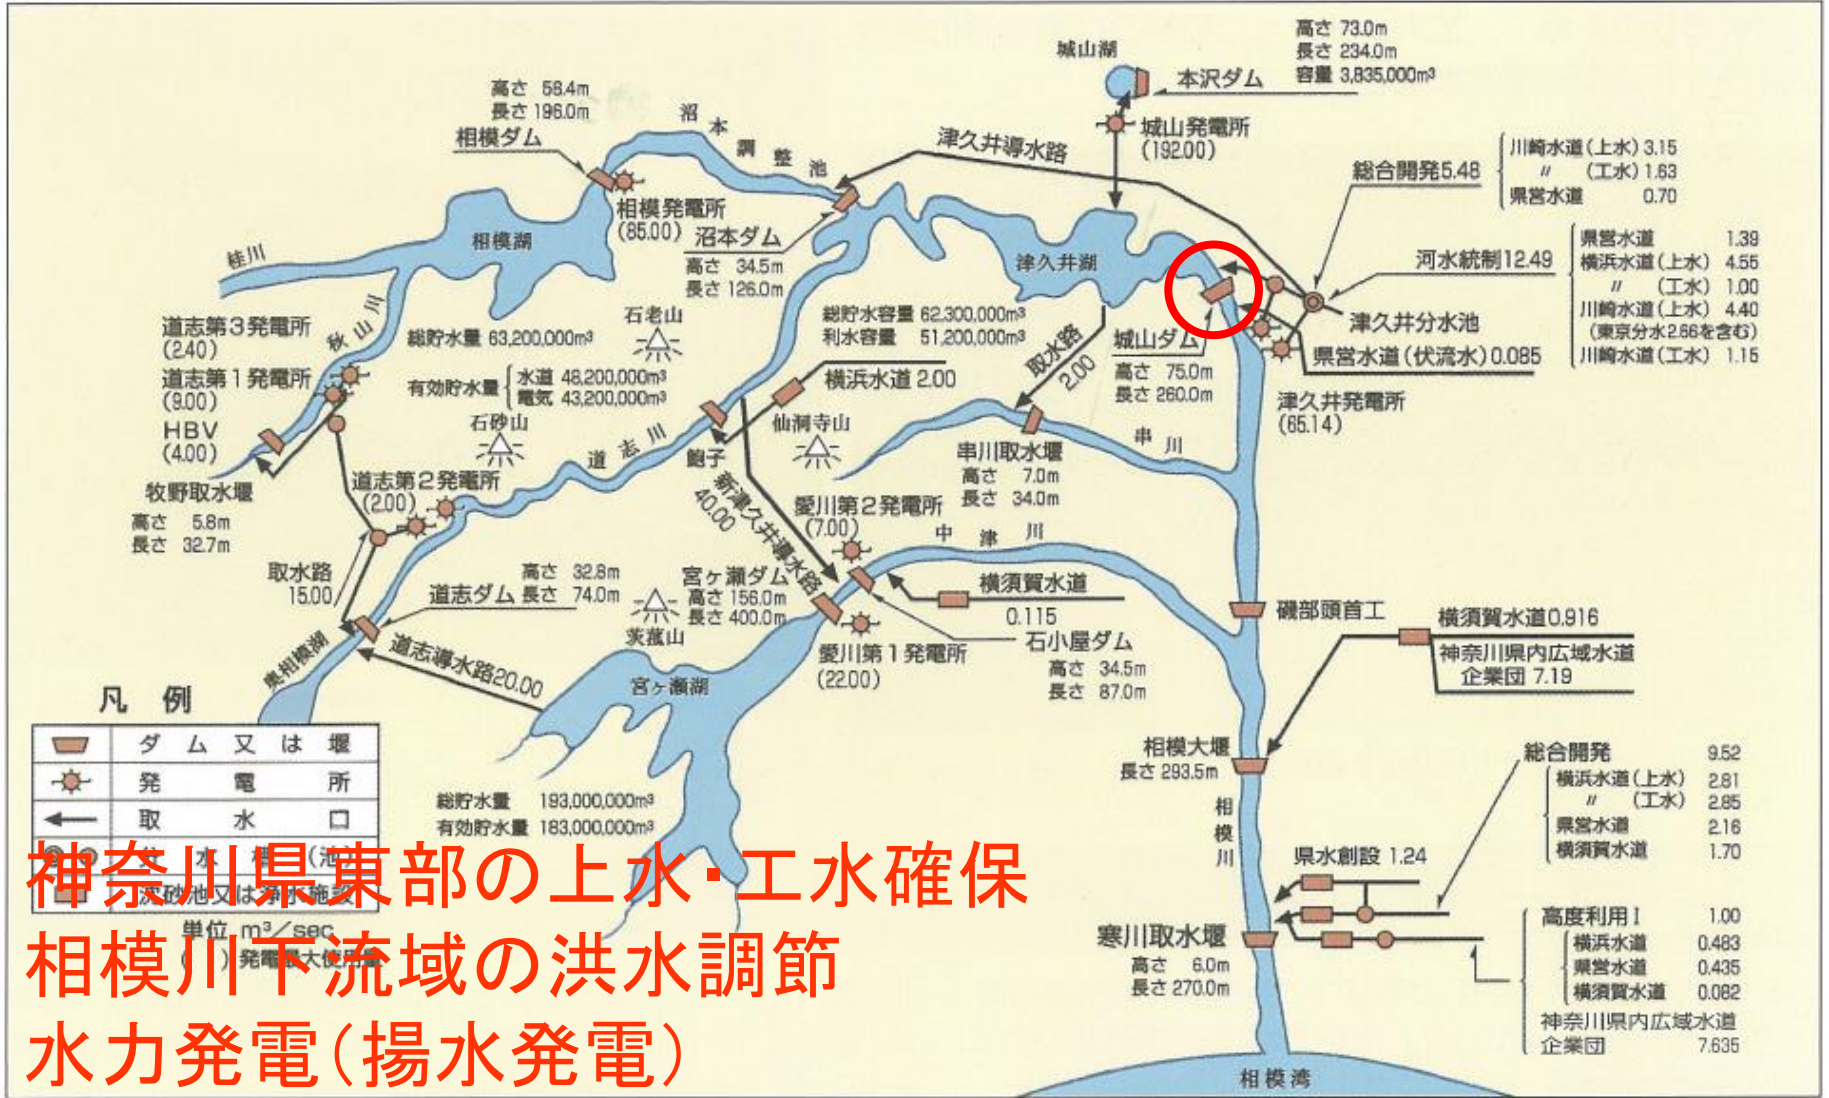 城山湖
高さ 73.0m
長さ 234.0m
容量 3,835,000m³
本沢ダム
城山発電所
(192.00)
高さ 58.4m
長さ 196.0m
相模ダム
沼本調整池
津久井導水路
総合開発5.48
川崎水道(上水) 3.15
〃 (工水) 1.63
県営水道 0.70
相模発電所
(85.00)
沼本ダム
高さ 34.5m
長さ 126.0m
桂川
相模湖
津久井湖
河水統制12.49
県営水道 1.39
横浜水道(上水) 4.55
〃 (工水) 1.00
川崎水道(上水) 4.40
(東京分水2.66を含む)
川崎水道(工水) 1.15
津久井分水池
県営水道(伏流水)0.085
秋山川
道志第3発電所
(2.40)
道志第1発電所
(9.00)
HBV
(4.00)
総貯水量 63,200,000m³
有効貯水量
水道 48,200,000m³
電気 43,200,000m³
石老山
総貯水容量 62,300,000m³
利水容量 51,200,000m³
取水路
2.00
城山ダム
高さ 75.0m
長さ 260.0m
津久井発電所
(65.14)
横浜水道 2.00
石砂山
仙洞寺山
道志川
鮑子
串川
串川取水堰
高さ 7.0m
長さ 34.0m
牧野取水堰
高さ 5.8m
長さ 32.7m
道志第2発電所
(2.00)
新津久井導水路
40.00
愛川第2発電所
(7.00)
中津川
取水路
15.00
道志ダム
高さ 32.8m
長さ 74.0m
宮ヶ瀬ダム
高さ 156.0m
長さ 400.0m
茨菰山
横須賀水道
0.115
石小屋ダム
高さ 34.5m
長さ 87.0m
磯部頭首工
横須賀水道0.916
神奈川県内広域水道
企業団 7.19
奥相模湖
道志導水路20.00
愛川第1発電所
(22.00)
宮ヶ瀬湖
相模大堰
長さ 293.5m
総貯水量 193,000,000m³
有効貯水量 183,000,000m³
相模川
総合開発 9.52
横浜水道(上水) 2.81
〃 (工水) 2.85
県営水道 2.16
横須賀水道 1.70
県水創設 1.24
高度利用Ⅰ 1.00
横浜水道 0.483
県営水道 0.435
横須賀水道 0.082
神奈川県内広域水道
企業団 7.635
寒川取水堰
高さ 6.0m
長さ 270.0m
相模湾
凡例
ダム又は堰
発電所
取水口
分水槽(池)
沈砂池又は浄水施設
単位 m³/sec
( )発電最大使用量
神奈川県東部の上水・工水確保
相模川下流域の洪水調節
水力発電(揚水発電)